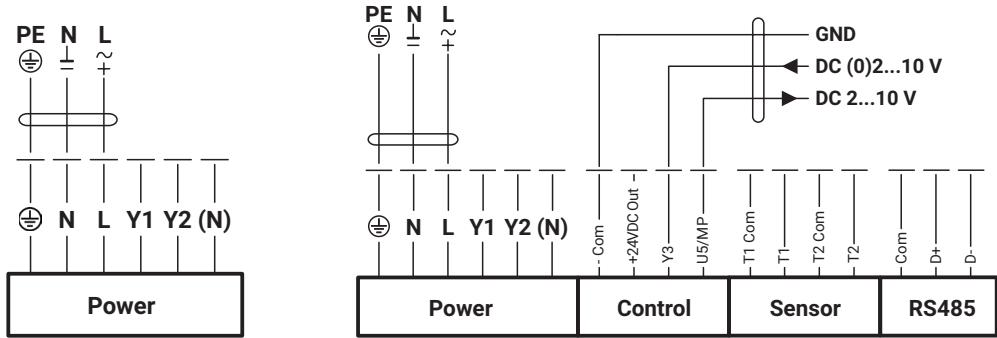 PE N L
⏚ ~
= +
⏚ N L Y1 Y2 (N)
Power
PE N L
⏚ ~
= +
GND
DC (0)2...10 V
DC 2...10 V
⏚ N L Y1 Y2 (N)
- Com
+24VDC Out
Y3
U5/MP
T1 Com
T1
T2 Com
T2
Com
D+
D-
Power Control Sensor RS485